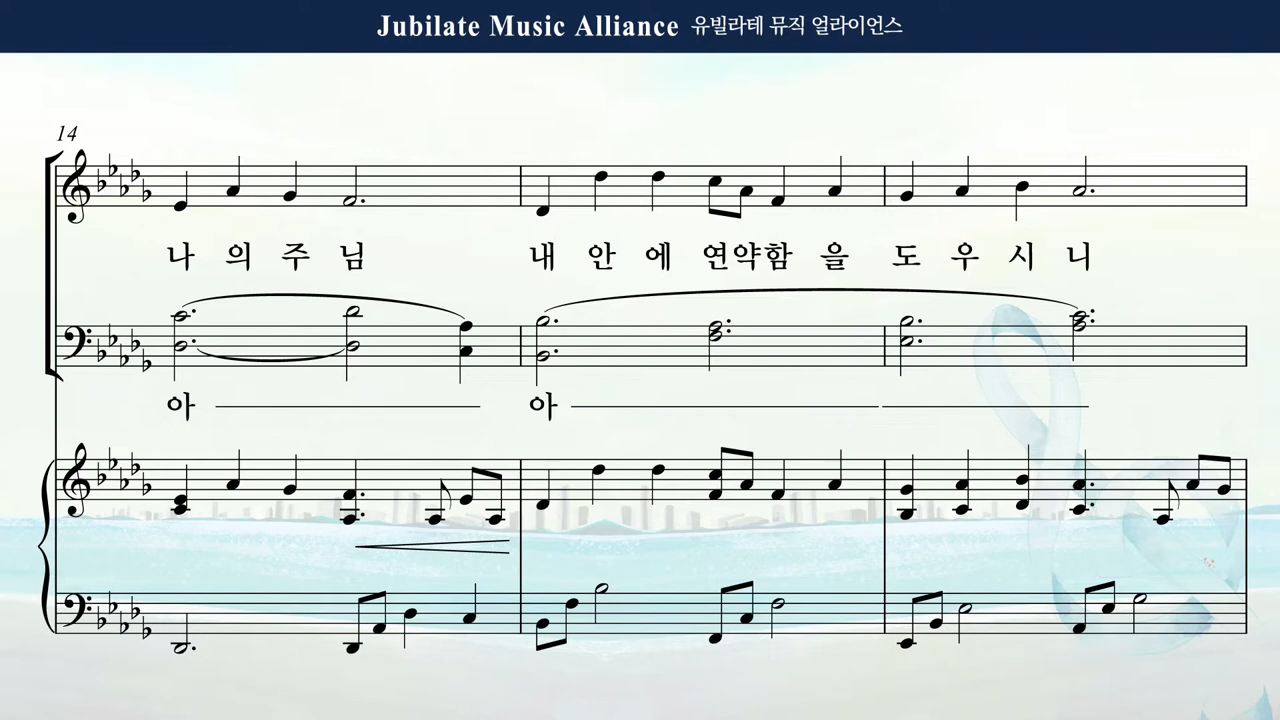 Jubilate Music Alliance 유빌라테 뮤직 얼라이언스
14
나 의 주 님 내 안 에 연약함 을 도 우 시 니
아 아